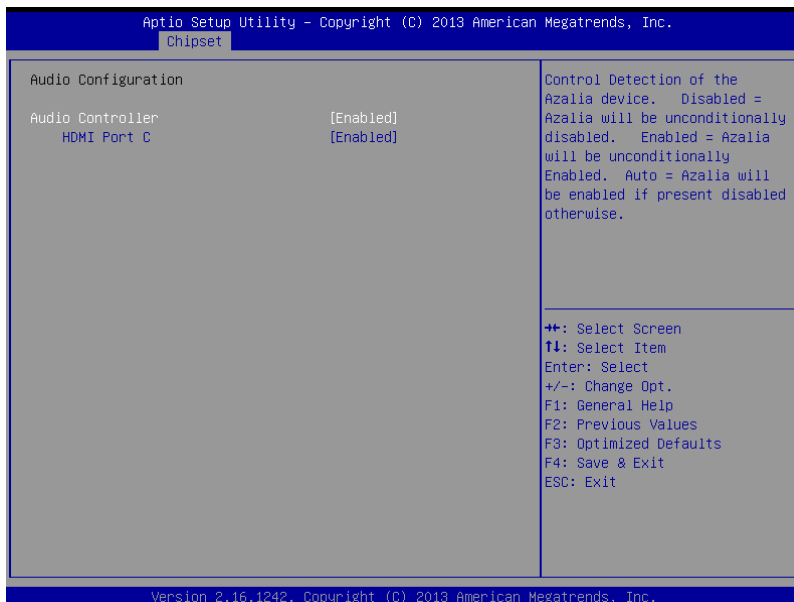 Aptio Setup Utility – Copyright (C) 2013 American Megatrends, Inc.
Chipset
Audio Configuration
Audio Controller [Enabled]
HDMI Port C [Enabled]
Control Detection of the
Azalia device. Disabled =
Azalia will be unconditionally
disabled. Enabled = Azalia
will be unconditionally
Enabled. Auto = Azalia will
be enabled if present disabled
otherwise.
→←: Select Screen
↑↓: Select Item
Enter: Select
+/-: Change Opt.
F1: General Help
F2: Previous Values
F3: Optimized Defaults
F4: Save & Exit
ESC: Exit
Version 2.16.1242. Copyright (C) 2013 American Megatrends, Inc.